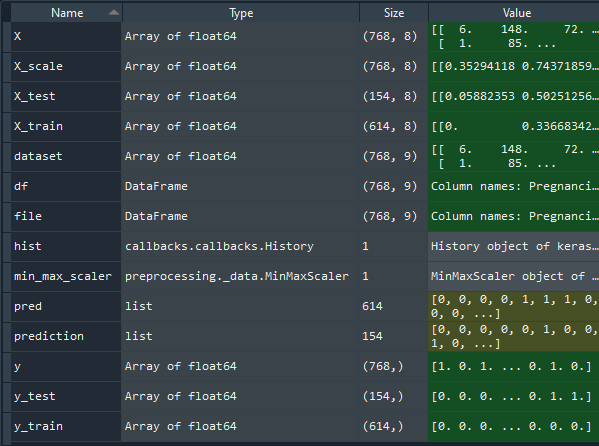 Name Type Size Value
X Array of float64 (768, 8) [[ 6. 148. 72. …
[ 1. 85. ...
X_scale Array of float64 (768, 8) [[0.35294118 0.74371859…
X_test Array of float64 (154, 8) [[0.05882353 0.50251256…
X_train Array of float64 (614, 8) [[0. 0.33668342…
dataset Array of float64 (768, 9) [[ 6. 148. 72. …
[ 1. 85. ...
df DataFrame (768, 9) Column names: Pregnanci…
file DataFrame (768, 9) Column names: Pregnanci…
hist callbacks.callbacks.History 1 History object of keras…
min_max_scaler preprocessing._data.MinMaxScaler 1 MinMaxScaler object of …
pred list 614 [0, 0, 0, 0, 1, 1, 1, 0,
0, 0, ...]
prediction list 154 [0, 0, 0, 0, 0, 1, 0, 0,
1, 0, ...]
y Array of float64 (768,) [1. 0. 1. ... 0. 1. 0.]
y_test Array of float64 (154,) [0. 0. 0. ... 0. 1. 1.]
y_train Array of float64 (614,) [0. 0. 0. ... 0. 0. 0.]